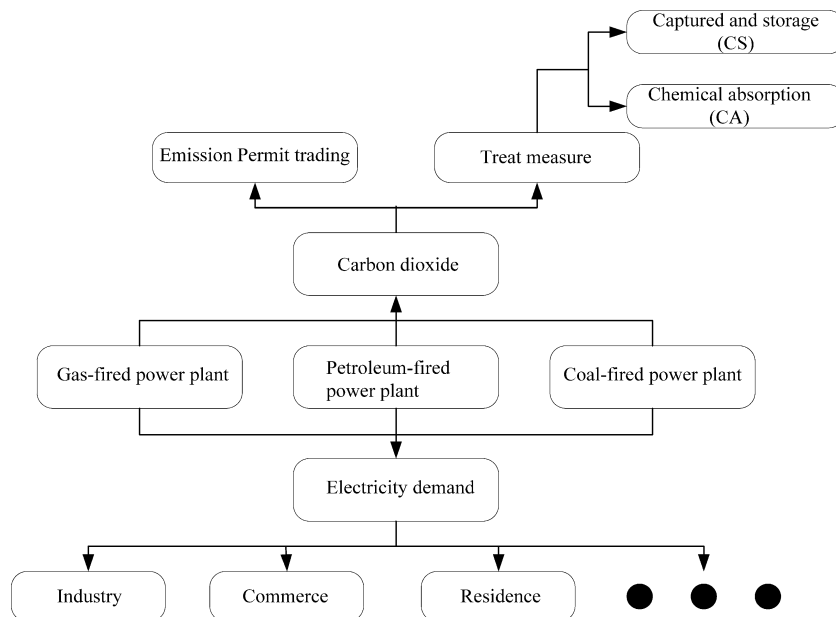 Captured and storage
(CS)
Chemical absorption
(CA)
Emission Permit trading
Treat measure
Carbon dioxide
Gas-fired power plant
Petroleum-fired
power plant
Coal-fired power plant
Electricity demand
Industry
Commerce
Residence